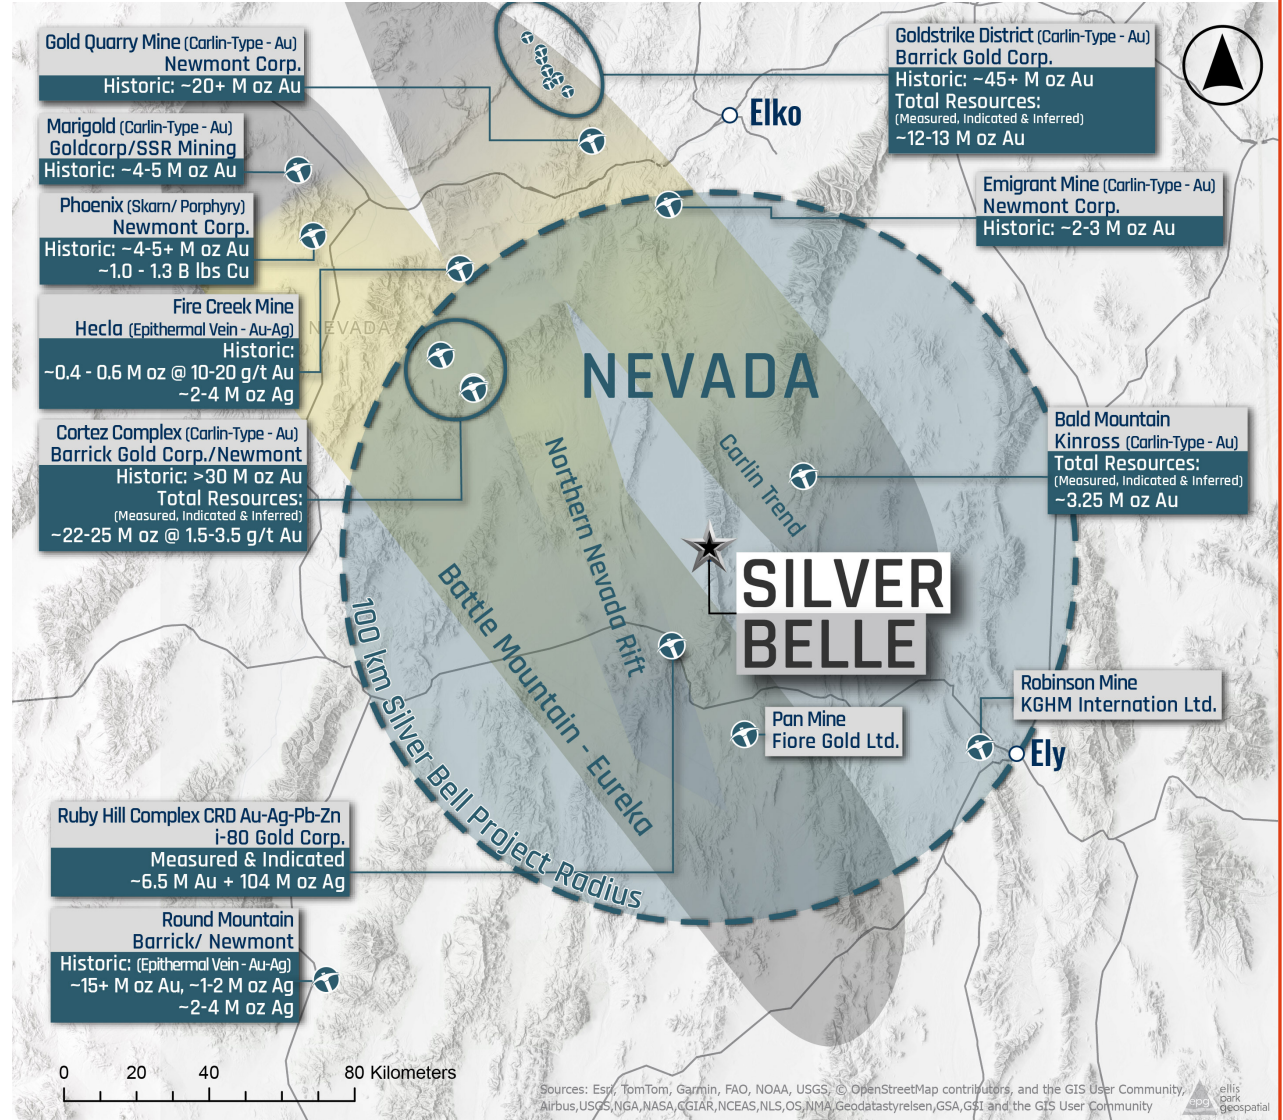 Gold Quarry Mine (Carlin-Type - Au)
Newmont Corp.
Historic: ~20+ M oz Au
Marigold (Carlin-Type - Au)
Goldcorp/SSR Mining
Historic: ~4-5 M oz Au
Phoenix (Skarn/ Porphyry)
Newmont Corp.
Historic: ~4-5+ M oz Au
~1.0 - 1.3 B lbs Cu
Fire Creek Mine
Hecla (Epithermal Vein - Au-Ag)
Historic:
~0.4 - 0.6 M oz @ 10-20 g/t Au
~2-4 M oz Ag
Cortez Complex (Carlin-Type - Au)
Barrick Gold Corp./Newmont
Historic: >30 M oz Au
Total Resources:
(Measured, Indicated & Inferred)
~22-25 M oz @ 1.5-3.5 g/t Au
Goldstrike District (Carlin-Type - Au)
Barrick Gold Corp.
Historic: ~45+ M oz Au
Total Resources:
(Measured, Indicated & Inferred)
~12-13 M oz Au
Elko
Emigrant Mine (Carlin-Type - Au)
Newmont Corp.
Historic: ~2-3 M oz Au
NEVADA
NEVADA
Bald Mountain
Kinross (Carlin-Type - Au)
Total Resources:
(Measured, Indicated & Inferred)
~3.25 M oz Au
Carlin Trend
Northern Nevada Rift
Battle Mountain - Eureka
100 km Silver Bell Project Radius
SILVER
BELLE
Robinson Mine
KGHM Internation Ltd.
Pan Mine
Fiore Gold Ltd.
Ely
Ruby Hill Complex CRD Au-Ag-Pb-Zn
i-80 Gold Corp.
Measured & Indicated
~6.5 M Au + 104 M oz Ag
Round Mountain
Barrick/ Newmont
Historic: (Epithermal Vein - Au-Ag)
~15+ M oz Au, ~1-2 M oz Ag
~2-4 M oz Ag
0 20 40 80 Kilometers
Sources: Esri, TomTom, Garmin, FAO, NOAA, USGS, © OpenStreetMap contributors, and the GIS User Community,
Airbus,USGS,NGA,NASA,CGIAR,NCEAS,NLS,OS,NMA,Geodatastyrelsen,GSA,GSI and the GIS User Community
epg
ellis
park
geospatial